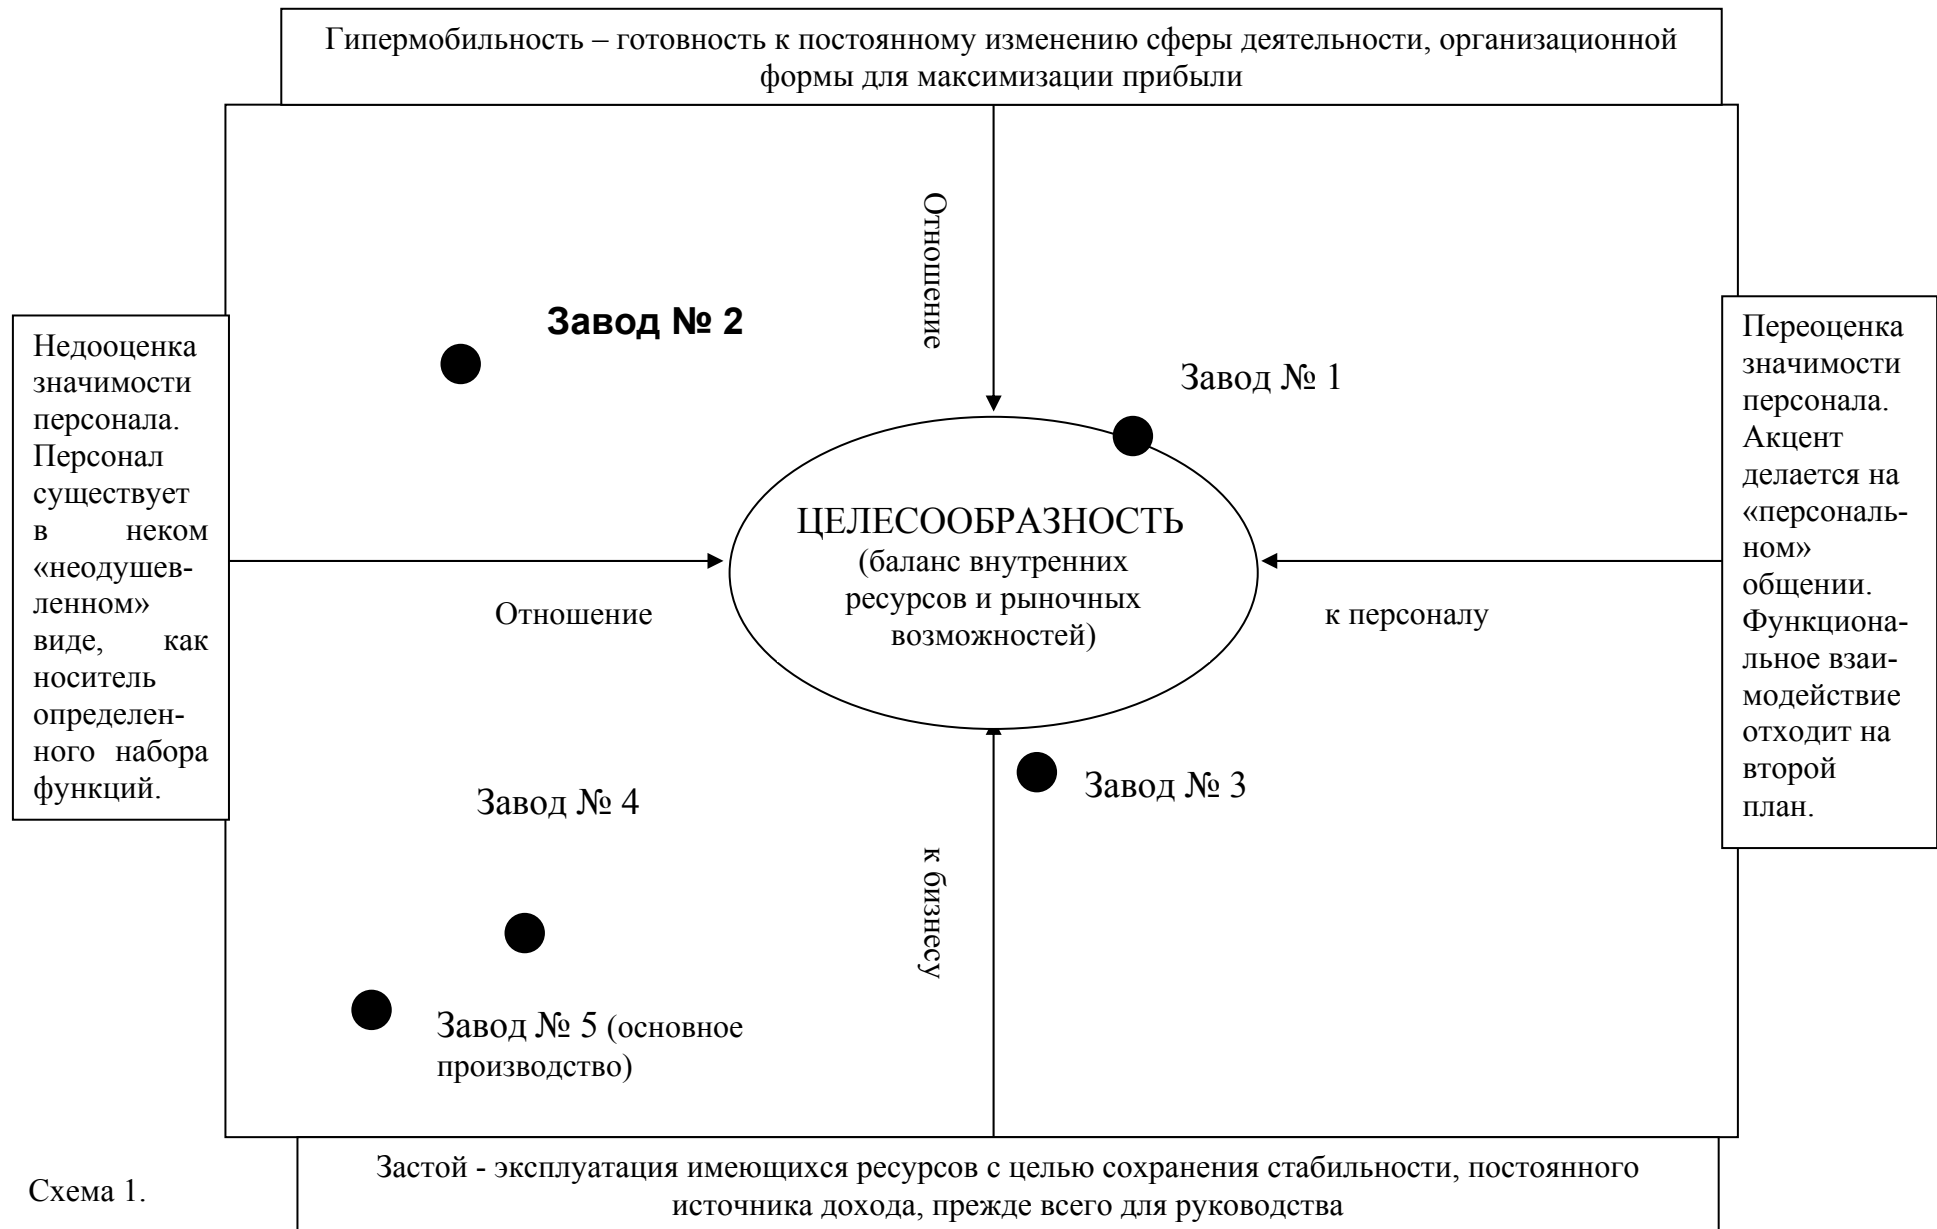 Гипермобильность – готовность к постоянному изменению сферы деятельности, организационной
формы для максимизации прибыли
Отношение
Завод № 2
Завод № 1
Недооценка
значимости
персонала.
Персонал
существует
в неком
«неодушев-
ленном»
виде, как
носитель
определен-
ного набора
функций.
Переоценка
значимости
персонала.
Акцент
делается на
«персональ-
ном»
общении.
Функциона-
льное взаи-
модействие
отходит на
второй
план.
ЦЕЛЕСООБРАЗНОСТЬ
(баланс внутренних
ресурсов и рыночных
возможностей)
Отношение
к персоналу
Завод № 3
Завод № 4
к бизнесу
Завод № 5 (основное
производство)
Застой - эксплуатация имеющихся ресурсов с целью сохранения стабильности, постоянного
источника дохода, прежде всего для руководства
Схема 1.